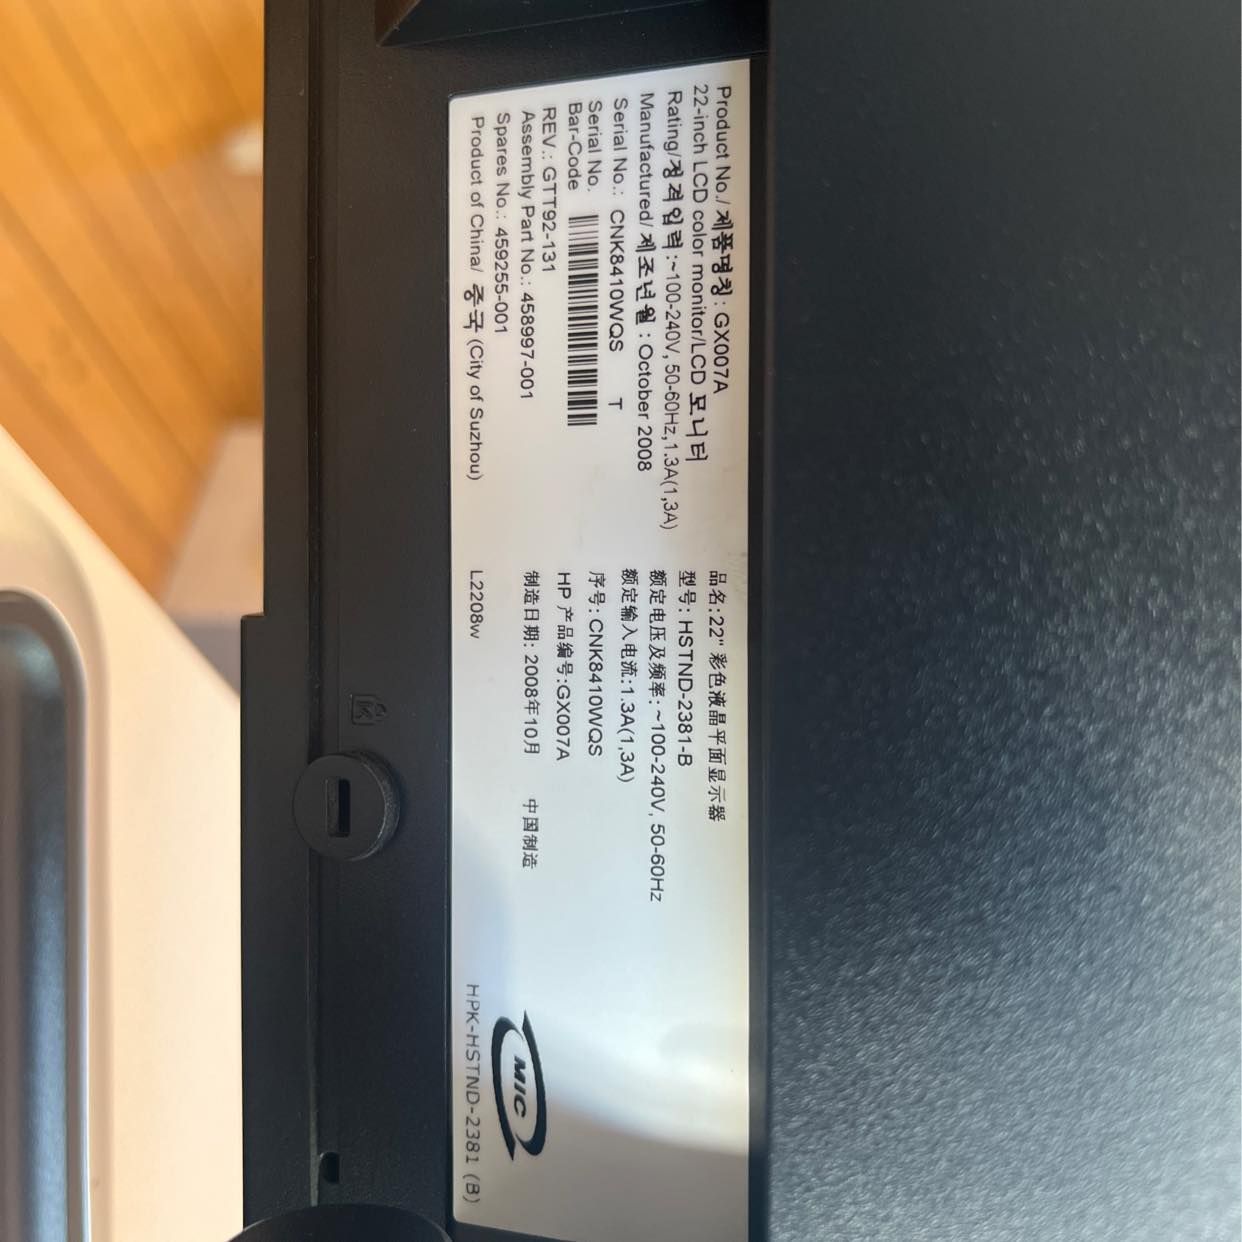 Product No./제품명칭: GX007A
22-inch LCD color monitor/LCD 모니터
Rating/정격입력:~100-240V, 50-60Hz,1.3A(1,3A)
Manufactured/제조년월: October 2008
Serial No.: CNK8410WQS T
Serial No.
Bar-Code
REV.: GTT92-131
Assembly Part No.: 458997-001
Spares No.: 459255-001
Product of China/ 중국 (City of Suzhou)
品名:22" 彩色液晶平面显示器
型号: HSTND-2381-B
额定电压及频率:~100-240V, 50-60Hz
额定输入电流:1.3A(1,3A)
序号: CNK8410WQS
HP 产品编号:GX007A
制造日期: 2008年10月 中国制造
L2208w
MIC
HPK-HSTND-2381 (B)